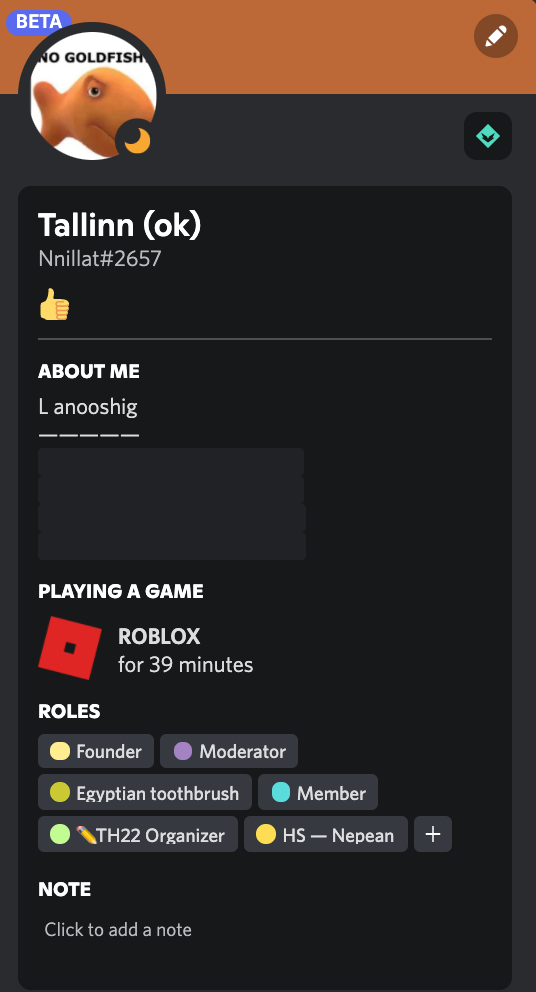 BETA
NO GOLDFISH
Tallinn (ok)
Nnillat#2657
👍
ABOUT ME
L anooshig
—————
PLAYING A GAME
ROBLOX
for 39 minutes
ROLES
Founder Moderator
Egyptian toothbrush Member
✏️TH22 Organizer HS — Nepean +
NOTE
Click to add a note